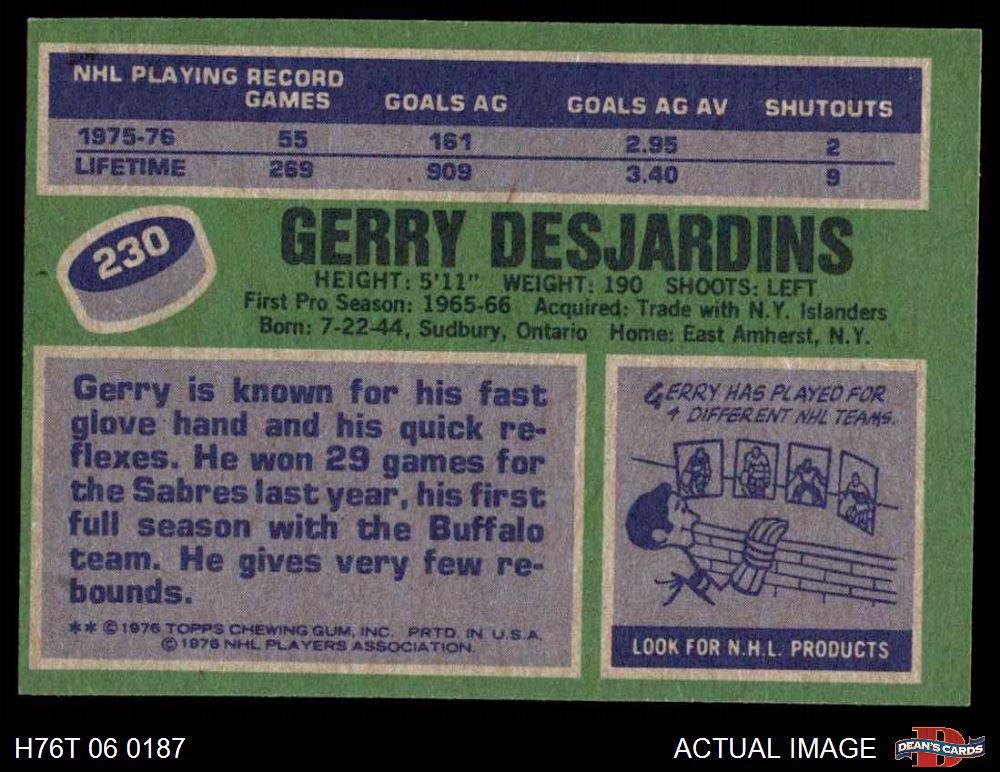 NHL PLAYING RECORD
GAMES GOALS AG GOALS AG AV SHUTOUTS
1975-76 55 161 2.95 2
LIFETIME 269 909 3.40 9
230
GERRY DESJARDINS
HEIGHT: 5'11" WEIGHT: 190 SHOOTS: LEFT
First Pro Season: 1965-66 Acquired: Trade with N.Y. Islanders
Born: 7-22-44, Sudbury, Ontario Home: East Amherst, N.Y.
Gerry is known for his fast
glove hand and his quick re-
flexes. He won 29 games for
the Sabres last year, his first
full season with the Buffalo
team. He gives very few re-
bounds.
** ©1976 TOPPS CHEWING GUM, INC. PRTD. IN U.S.A.
©1976 NHL PLAYERS ASSOCIATION.
GERRY HAS PLAYED FOR
4 DIFFERENT NHL TEAMS.
LOOK FOR N.H.L. PRODUCTS
H76T 06 0187
ACTUAL IMAGE
DEAN'S CARDS